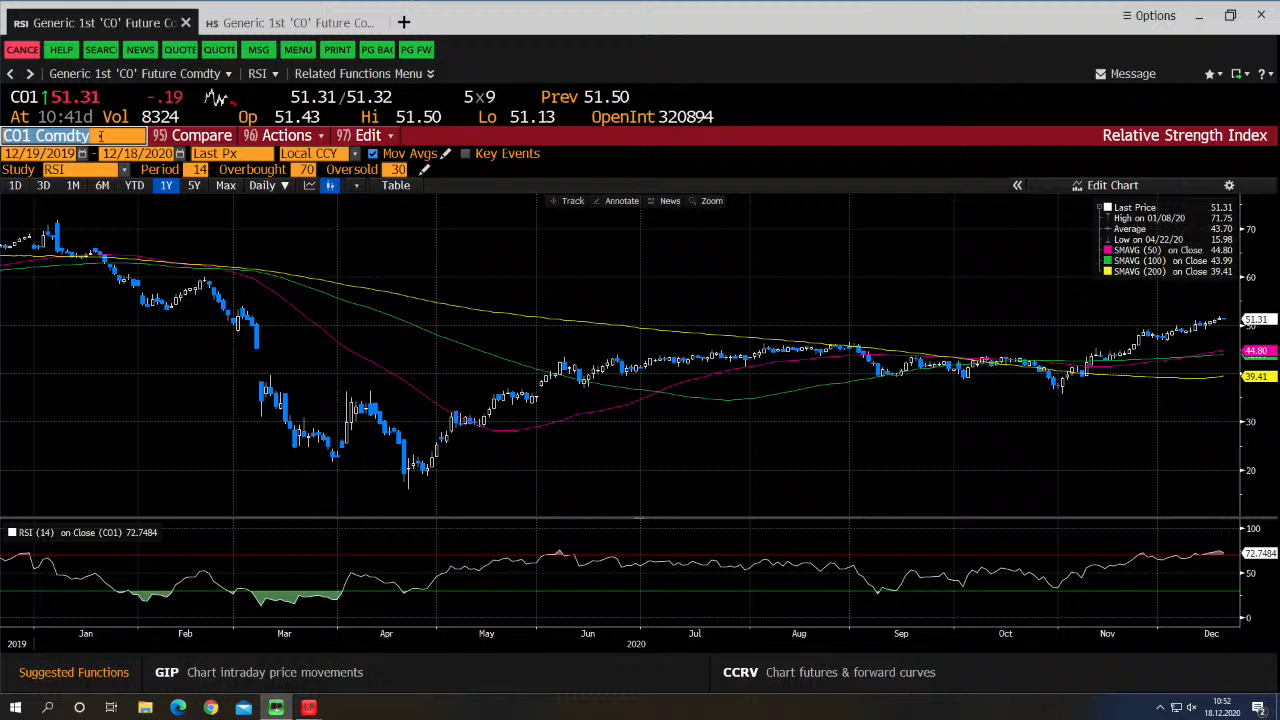 RSI Generic 1st 'CO' Future Co
HS Generic 1st 'CO' Future Co...
Options
CANCE HELP SEARC NEWS QUOTE QUOTE MSG MENU PRINT PG BAC PG FW
Generic 1st 'CO' Future Comdty RSI Related Functions Menu Message
CO1 ↑51.31 -.19 51.31/51.32 5x9 Prev 51.50
At 10:41d Vol 8324 Op 51.43 Hi 51.50 Lo 51.13 OpenInt 320894
CO1 Comdty 95) Compare 96) Actions 97) Edit Relative Strength Index
12/19/2019 - 12/18/2020 Last Px Local CCY Mov Avgs Key Events
Study RSI Period 14 Overbought 70 Oversold 30
1D 3D 1M 6M YTD 1Y 5Y Max Daily ▼ Table « Edit Chart
Track Annotate News Zoom
Last Price 51.31
High on 01/08/20 71.75
Average 43.70
Low on 04/22/20 15.98
SMAVG (50) on Close 44.80
SMAVG (100) on Close 43.99
SMAVG (200) on Close 39.41
70
60
51.31
50
44.80
40
39.41
30
20
RSI (14) on Close (CO1) 72.7484
100
72.7484
50
0
Jan Feb Mar Apr May Jun Jul Aug Sep Oct Nov Dec
2019 2020
Suggested Functions GIP Chart intraday price movements CCRV Chart futures & forward curves
10:52
18.12.2020
2